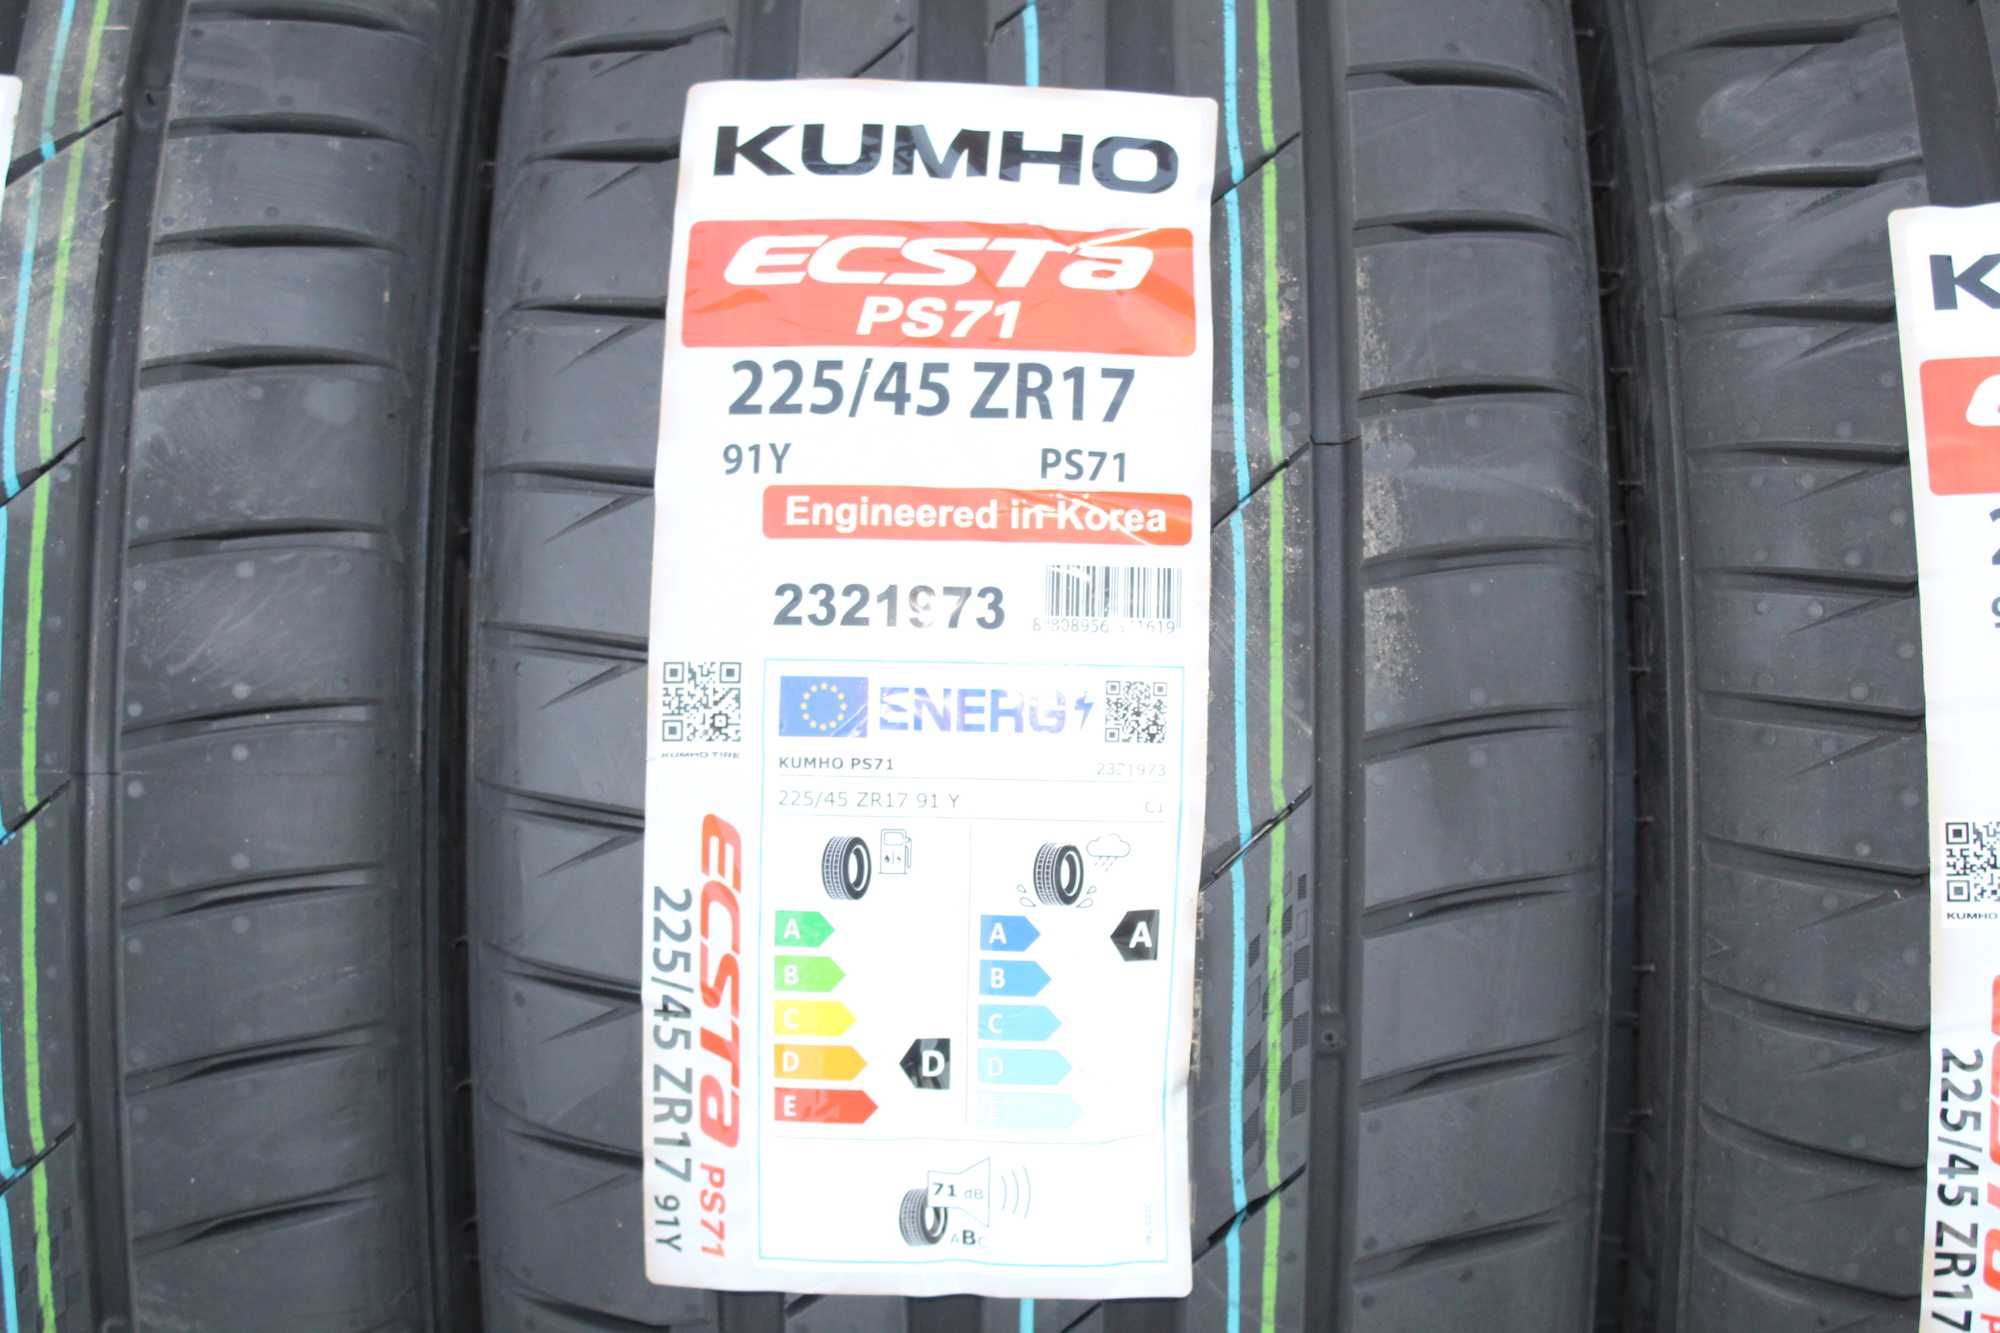 KUMHO
ECSTA
PS71
225/45 ZR17
91Y PS71
Engineered in Korea
2321973
KUMHO TIRE
ENERG
KUMHO PS71 2321973
225/45 ZR17 91 Y C1
A
B
C
D
E
D
A
B
C
D
A
71 dB
ABC
ECSTA PS71
225/45 ZR17 91Y
K
KUMHO
225/45 ZR17